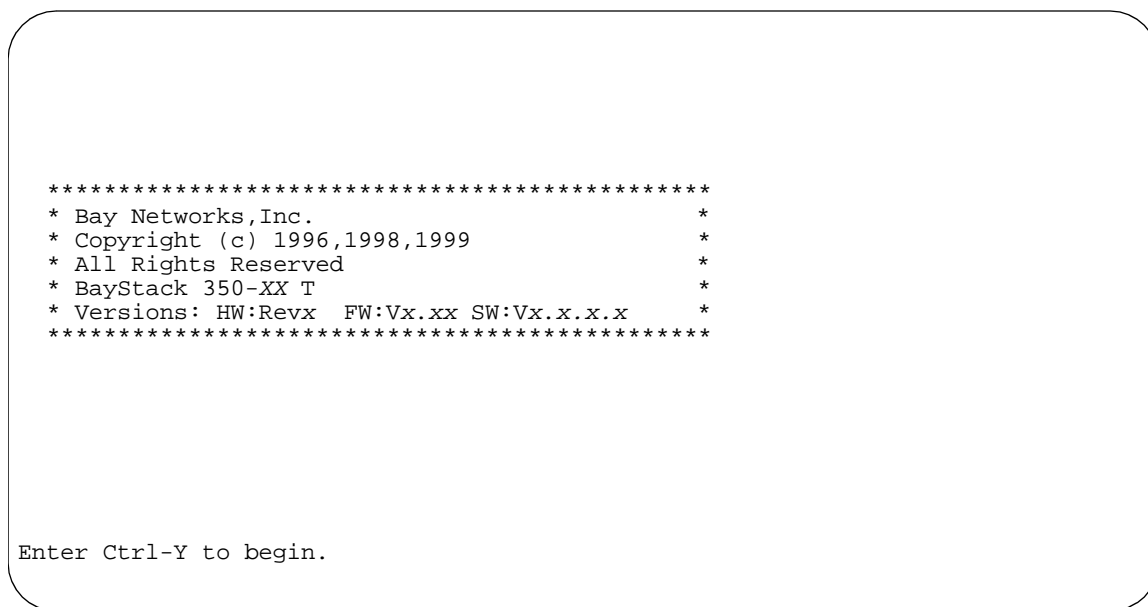 ***********************************************
* Bay Networks,Inc.                           *
* Copyright (c) 1996,1998,1999                *
* All Rights Reserved                         *
* BayStack 350-XX T                           *
* Versions: HW:Revx  FW:Vx.xx SW:Vx.x.x.x     *
***********************************************
Enter Ctrl-Y to begin.